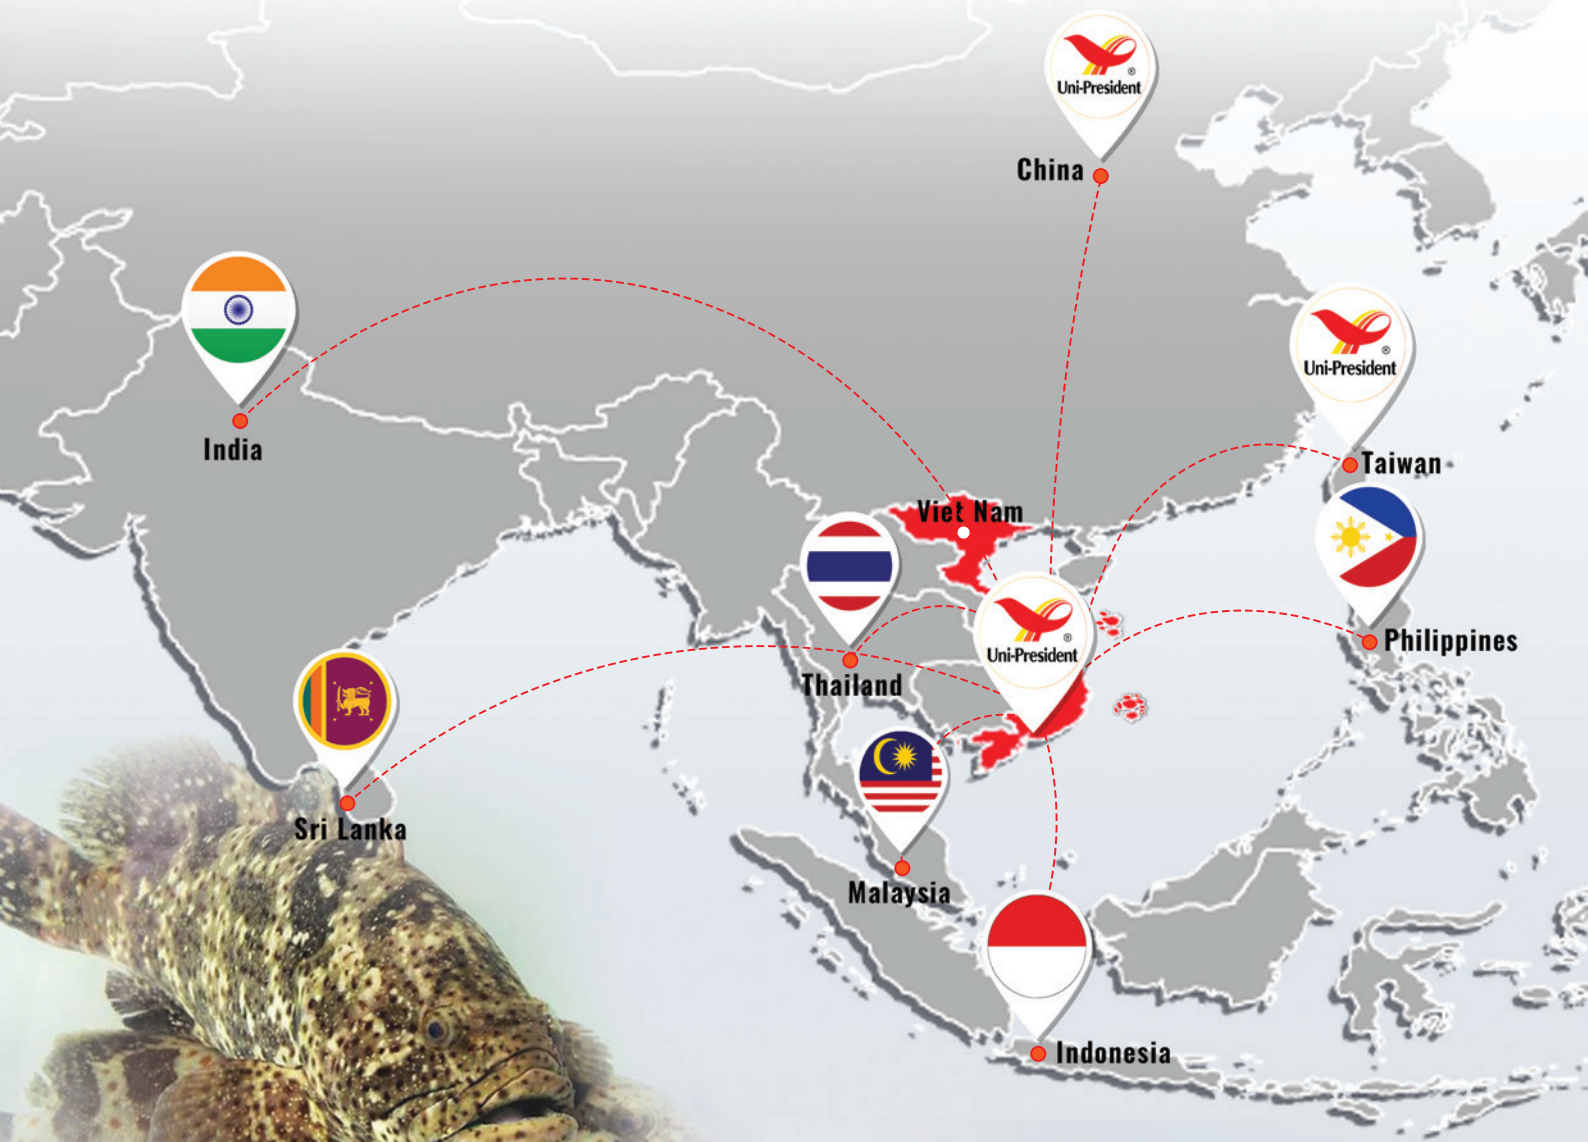 Uni-President
®
China
Uni-President
®
India
Taiwan
Viet Nam
Uni-President
®
Philippines
Thailand
Sri Lanka
Malaysia
Indonesia